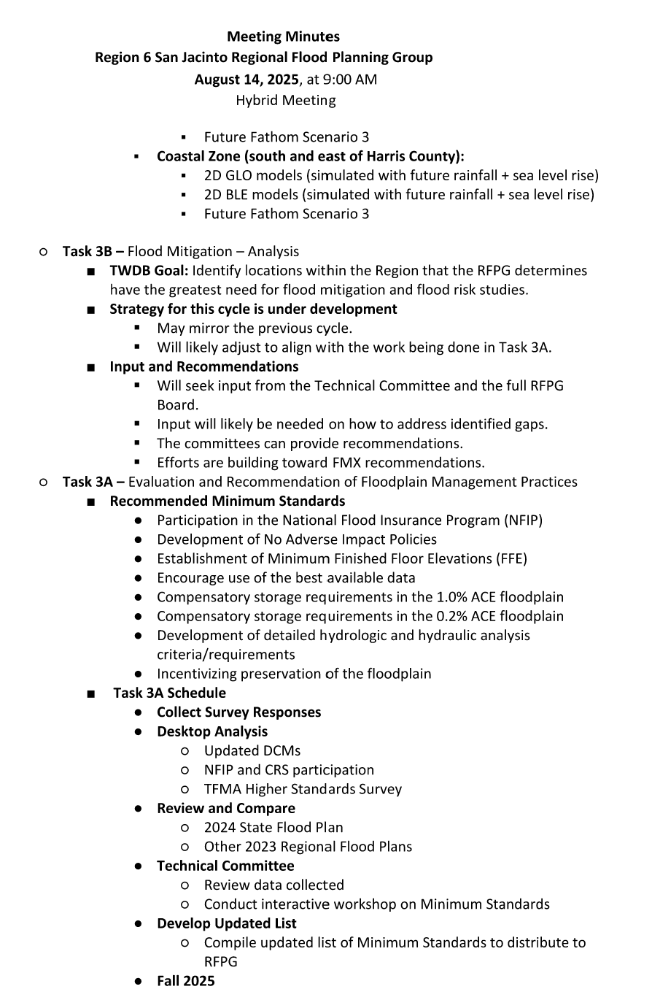 Meeting Minutes
Region 6 San Jacinto Regional Flood Planning Group
August 14, 2025, at 9:00 AM
Hybrid Meeting
▪ Future Fathom Scenario 3
▪ Coastal Zone (south and east of Harris County):
▪ 2D GLO models (simulated with future rainfall + sea level rise)
▪ 2D BLE models (simulated with future rainfall + sea level rise)
▪ Future Fathom Scenario 3
○ Task 3B – Flood Mitigation – Analysis
■ TWDB Goal: Identify locations within the Region that the RFPG determines
have the greatest need for flood mitigation and flood risk studies.
■ Strategy for this cycle is under development
▪ May mirror the previous cycle.
▪ Will likely adjust to align with the work being done in Task 3A.
■ Input and Recommendations
▪ Will seek input from the Technical Committee and the full RFPG
Board.
▪ Input will likely be needed on how to address identified gaps.
▪ The committees can provide recommendations.
▪ Efforts are building toward FMX recommendations.
○ Task 3A – Evaluation and Recommendation of Floodplain Management Practices
■ Recommended Minimum Standards
● Participation in the National Flood Insurance Program (NFIP)
● Development of No Adverse Impact Policies
● Establishment of Minimum Finished Floor Elevations (FFE)
● Encourage use of the best available data
● Compensatory storage requirements in the 1.0% ACE floodplain
● Compensatory storage requirements in the 0.2% ACE floodplain
● Development of detailed hydrologic and hydraulic analysis
criteria/requirements
● Incentivizing preservation of the floodplain
■ Task 3A Schedule
● Collect Survey Responses
● Desktop Analysis
○ Updated DCMs
○ NFIP and CRS participation
○ TFMA Higher Standards Survey
● Review and Compare
○ 2024 State Flood Plan
○ Other 2023 Regional Flood Plans
● Technical Committee
○ Review data collected
○ Conduct interactive workshop on Minimum Standards
● Develop Updated List
○ Compile updated list of Minimum Standards to distribute to
RFPG
● Fall 2025